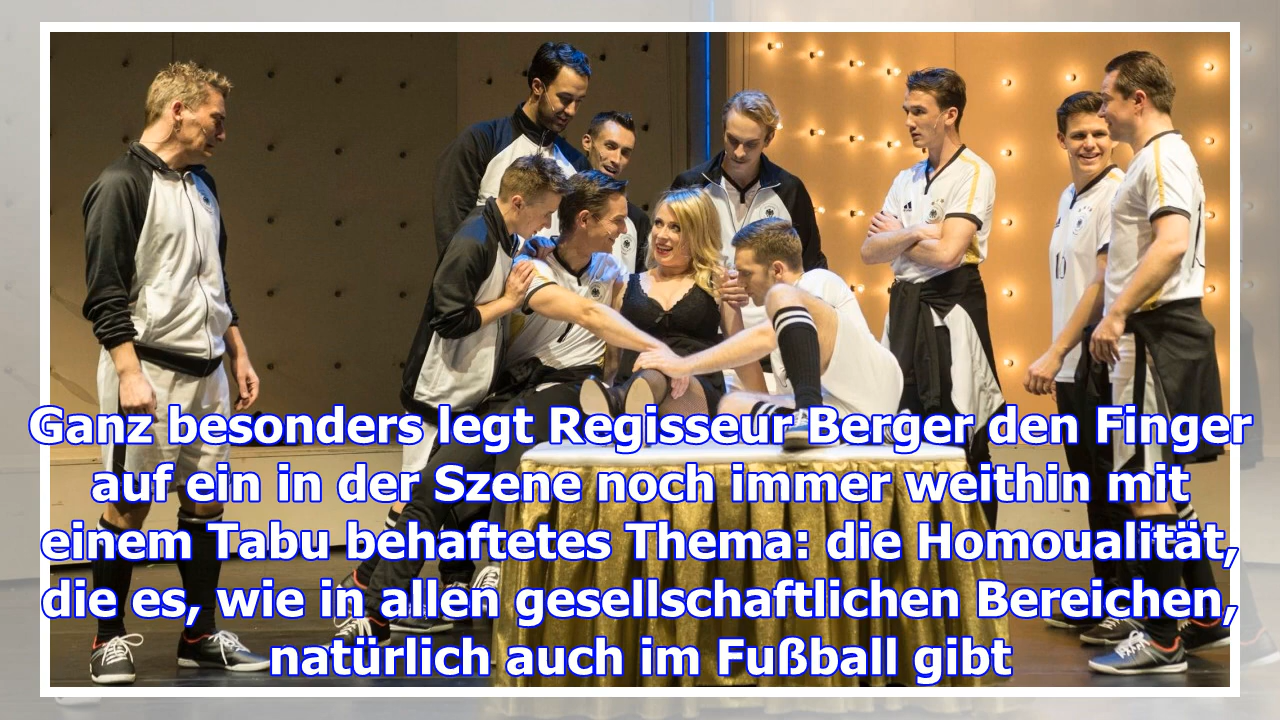 Ganz besonders legt Regisseur Berger den Finger
auf ein in der Szene noch immer weithin mit
einem Tabu behaftetes Thema: die Homoualität,
die es, wie in allen gesellschaftlichen Bereichen,
natürlich auch im Fußball gibt